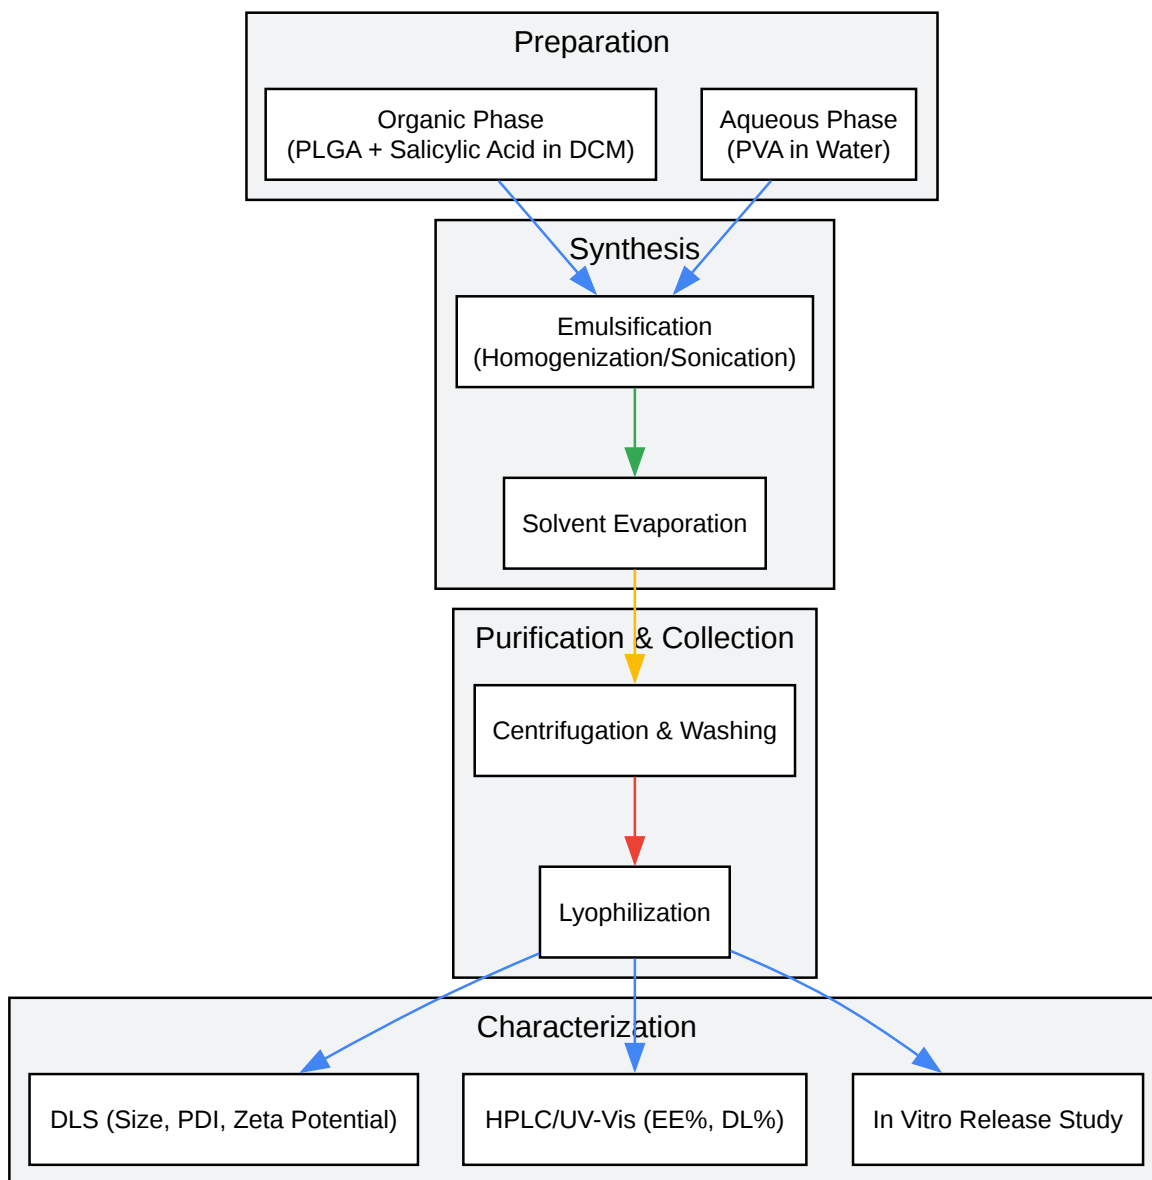 Preparation
Organic Phase
(PLGA + Salicylic Acid in DCM)
Aqueous Phase
(PVA in Water)
Synthesis
Emulsification
(Homogenization/Sonication)
Solvent Evaporation
Purification & Collection
Centrifugation & Washing
Lyophilization
Characterization
DLS (Size, PDI, Zeta Potential)
HPLC/UV-Vis (EE%, DL%)
In Vitro Release Study